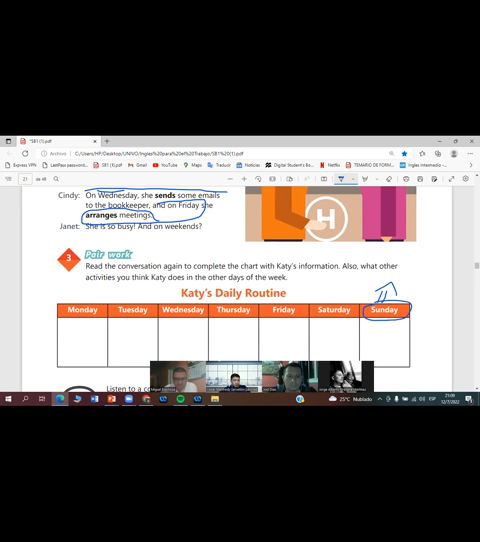 *SB1 (1).pdf
Archivo
C:/Users/HP/Desktop/UNIVO/Ingles%20para%20el%20Trabajo/SB1%20(1).pdf
Express VPN
LastPass password...
SB1 (1).pdf
Gmail
YouTube
Maps
Traducir
Noticias
Digital Student's Bo...
Netflix
TEMARIO DE FORM...
Inglés Intermedio -...
21
de 48
Cindy: On Wednesday, she sends some emails
to the bookkeeper, and on Friday she
arranges meetings.
Janet: She is so busy! And on weekends?
H
3
Pair work
Read the conversation again to complete the chart with Katy's information. Also, what other
activities you think Katy does in the other days of the week.
Katy's Daily Routine
Monday Tuesday Wednesday Thursday Friday Saturday Sunday
Listen to a co
25°C Nublado
ESP
21:09
12/7/2022